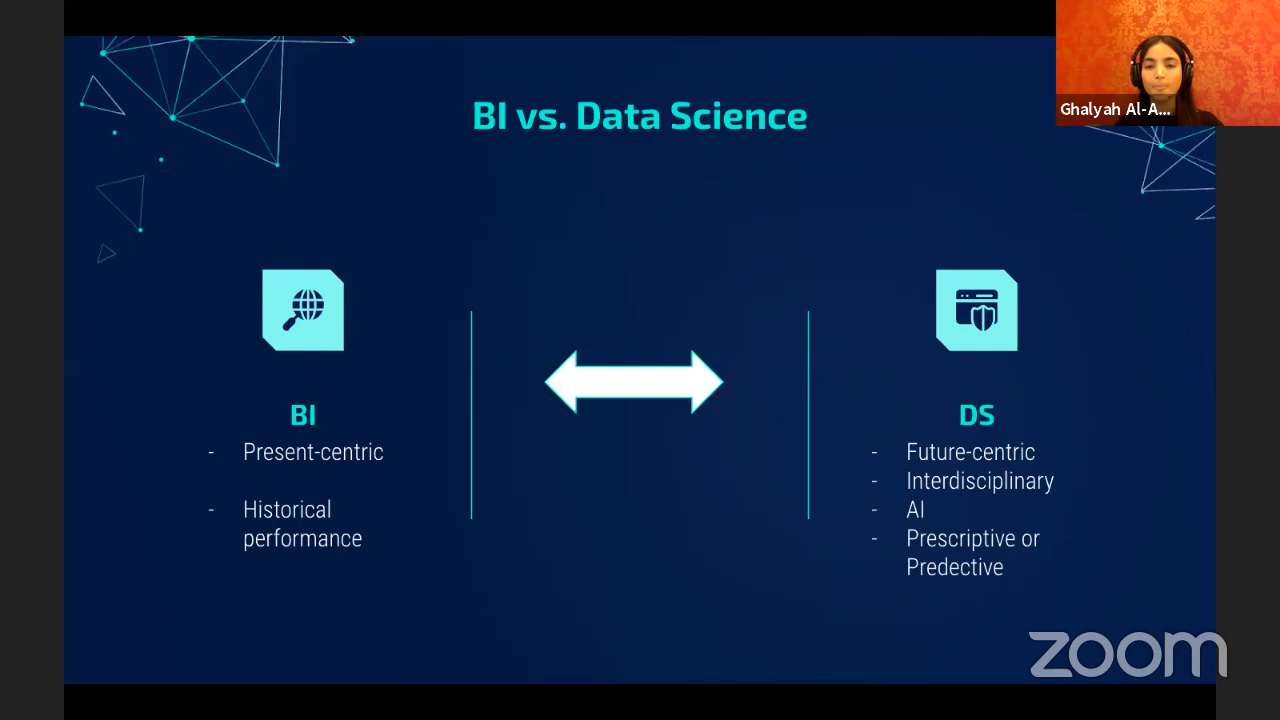 BI vs. Data Science
Ghalyah Al-A...
BI
- Present-centric
- Historical
performance
DS
- Future-centric
- Interdisciplinary
- AI
- Prescriptive or
Predective
zoom